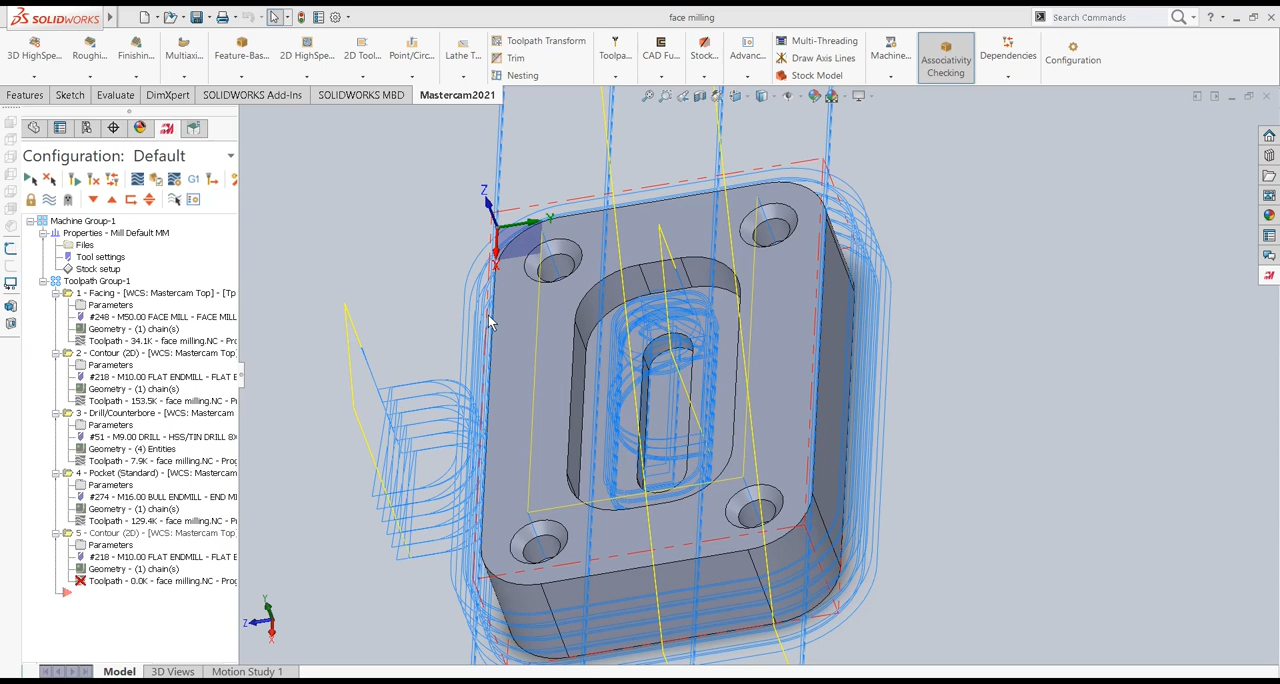 SOLIDWORKS
face milling
Search Commands
3D HighSpe...
Roughi...
Finishin...
Multiaxi...
Feature-Bas...
2D HighSpe...
2D Tool...
Point/Circ...
Lathe T...
Toolpath Transform
Trim
Nesting
Toolpa...
CAD Fu...
Stock...
Advanc...
Multi-Threading
Draw Axis Lines
Stock Model
Machine...
Associativity
Checking
Dependencies
Configuration
Features
Sketch
Evaluate
DimXpert
SOLIDWORKS Add-Ins
SOLIDWORKS MBD
Mastercam2021
Configuration: Default
G1
Machine Group-1
Properties - Mill Default MM
Files
Tool settings
Stock setup
Toolpath Group-1
1 - Facing - [WCS: Mastercam Top] - [Tp
Parameters
#248 - M50.00 FACE MILL - FACE MIL
Geometry - (1) chain(s)
Toolpath - 34.1K - face milling.NC - Pro
2 - Contour (2D) - [WCS: Mastercam Top]
Parameters
#218 - M10.00 FLAT ENDMILL - FLAT E
Geometry - (1) chain(s)
Toolpath - 153.5K - face milling.NC - Pr
3 - Drill/Counterbore - [WCS: Mastercam
Parameters
#51 - M9.00 DRILL - HSS/TIN DRILL 8X
Geometry - (4) Entities
Toolpath - 7.9K - face milling.NC - Prog
4 - Pocket (Standard) - [WCS: Mastercam
Parameters
#274 - M16.00 BULL ENDMILL - END MI
Geometry - (1) chain(s)
Toolpath - 129.4K - face milling.NC - Pr
5 - Contour (2D) - [WCS: Mastercam Top]
Parameters
#218 - M10.00 FLAT ENDMILL - FLAT E
Geometry - (1) chain(s)
Toolpath - 0.0K - face milling.NC - Prog
Z
Y
X
Y
Z
X
Model
3D Views
Motion Study 1